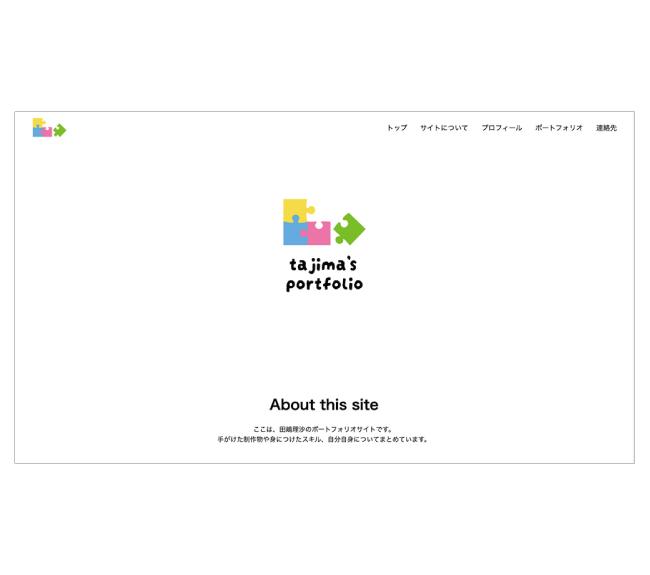 トップ サイトについて プロフィール ポートフォリオ 連絡先
tajima's
portfolio
About this site
ここは、田嶋理沙のポートフォリオサイトです。
手がけた制作物や身につけたスキル、自分自身についてまとめています。